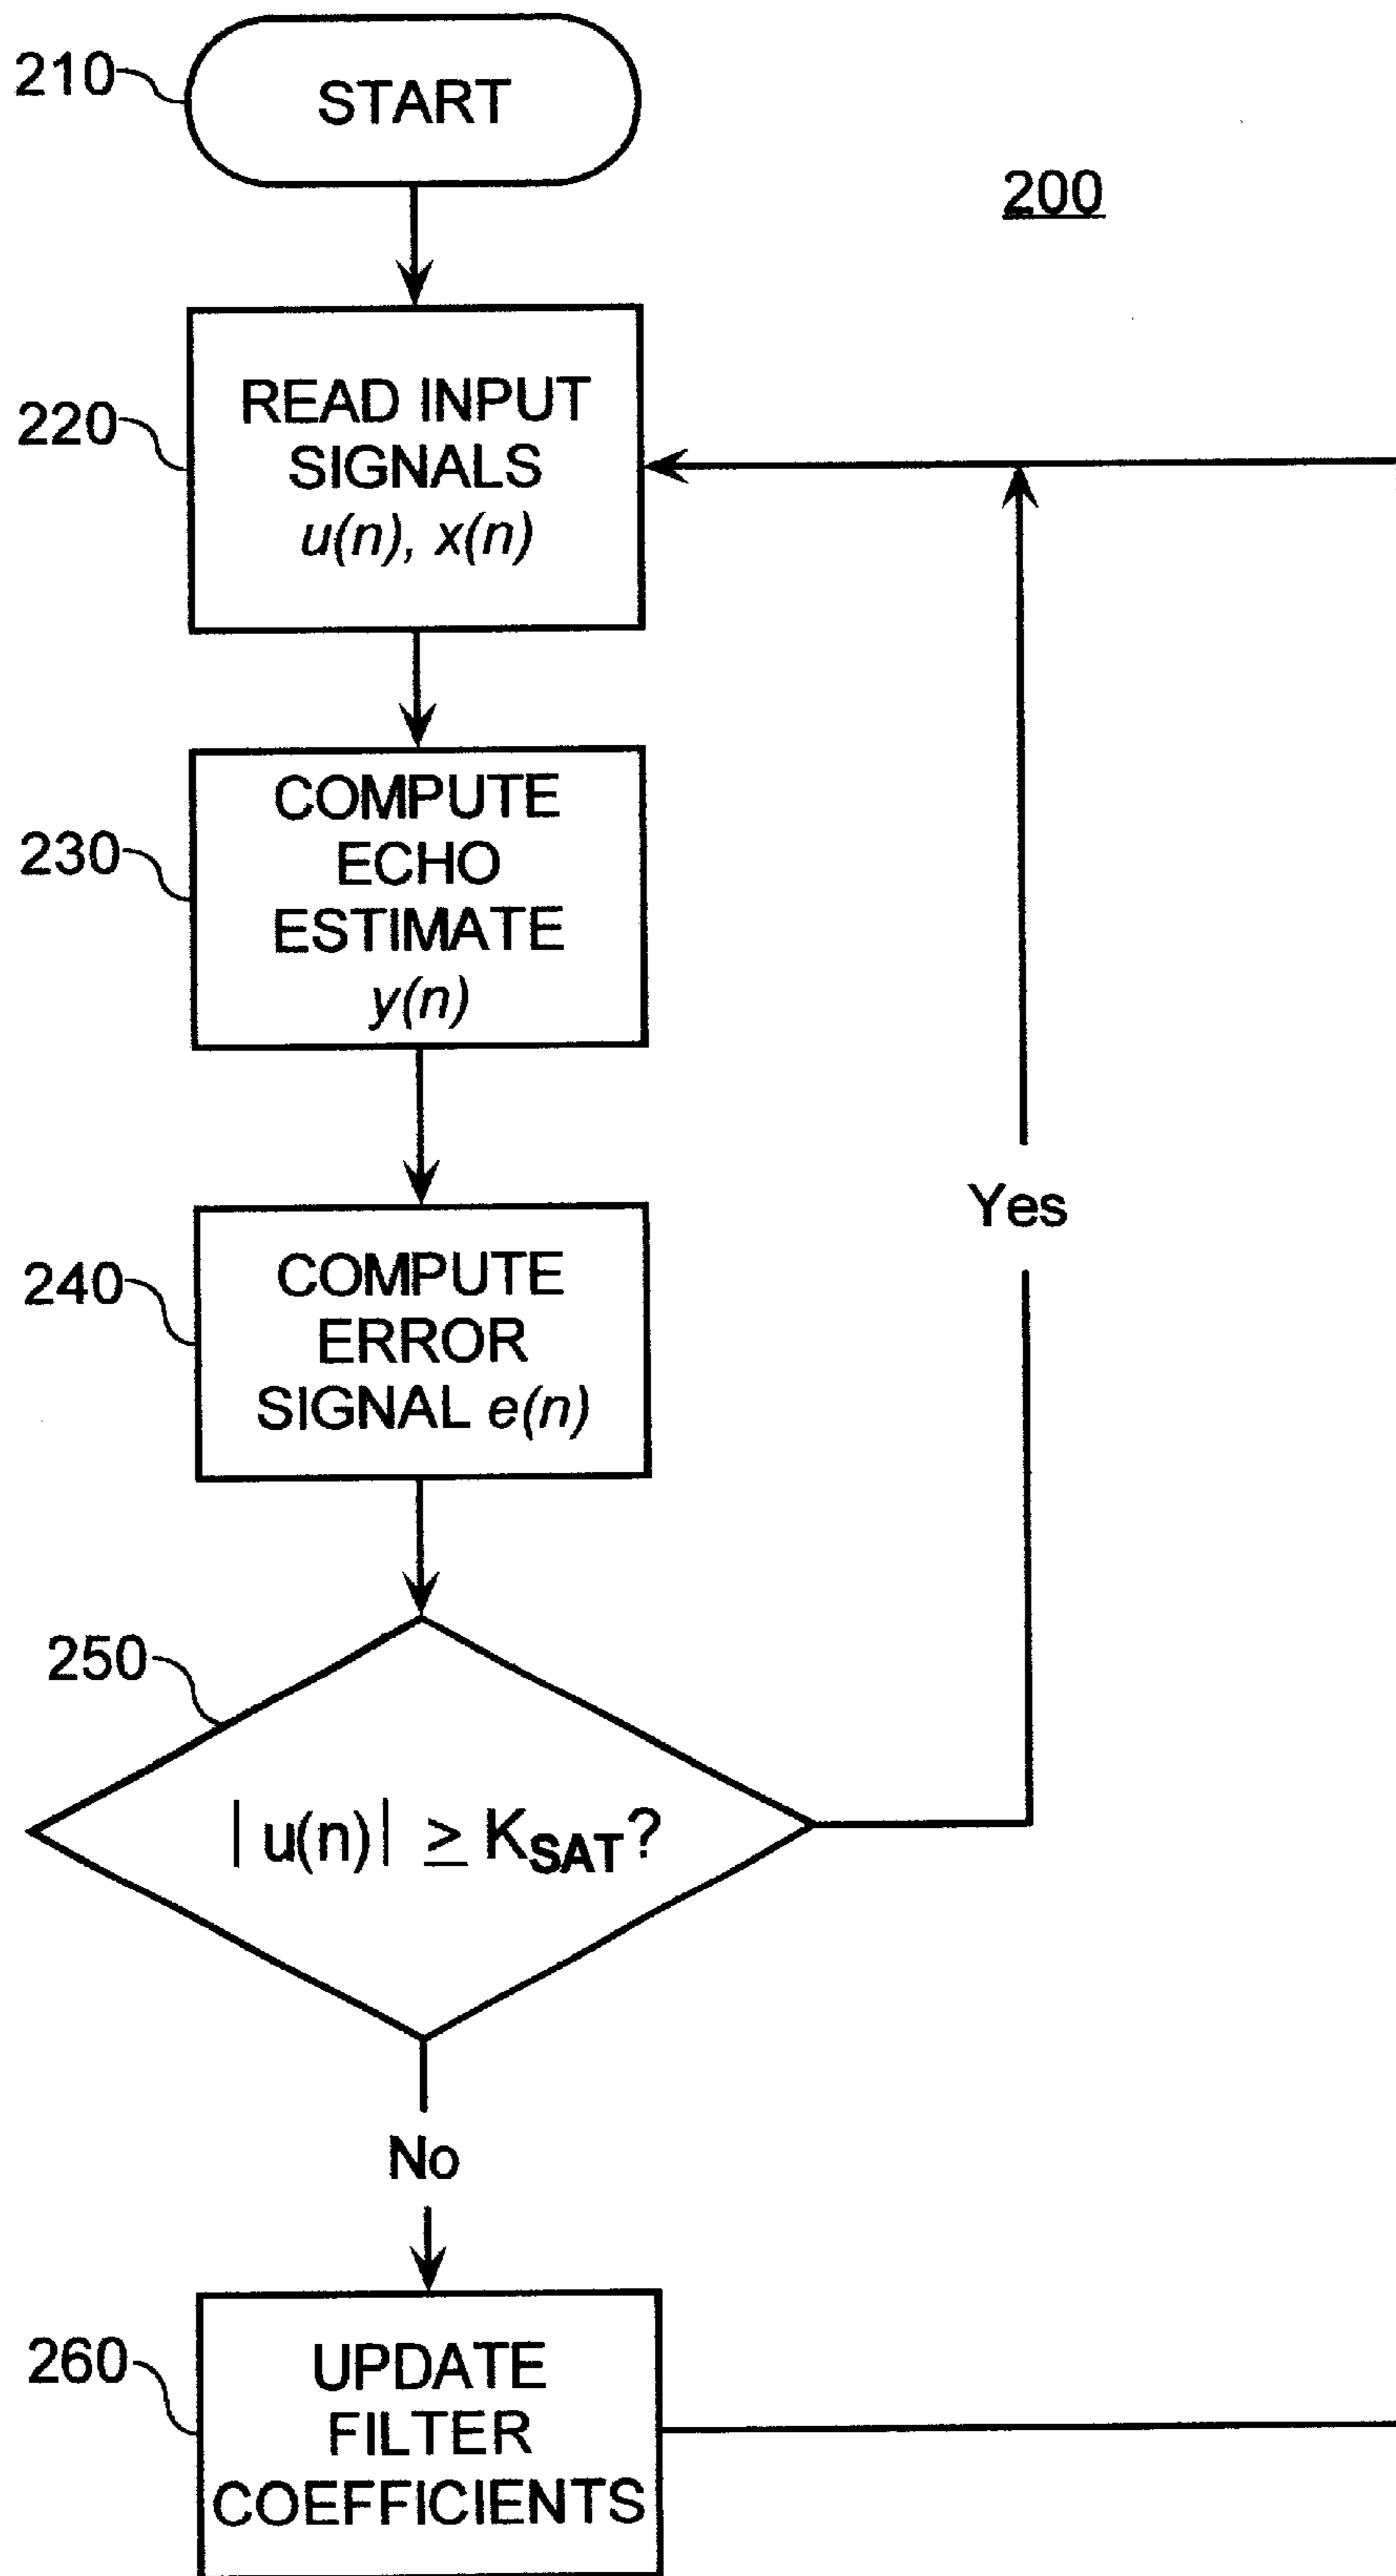 210
START
200
220
READ INPUT
SIGNALS
u(n), x(n)
230
COMPUTE
ECHO
ESTIMATE
y(n)
Yes
240
COMPUTE
ERROR
SIGNAL e(n)
250
|u(n)| ≥ KSAT?
No
260
UPDATE
FILTER
COEFFICIENTS